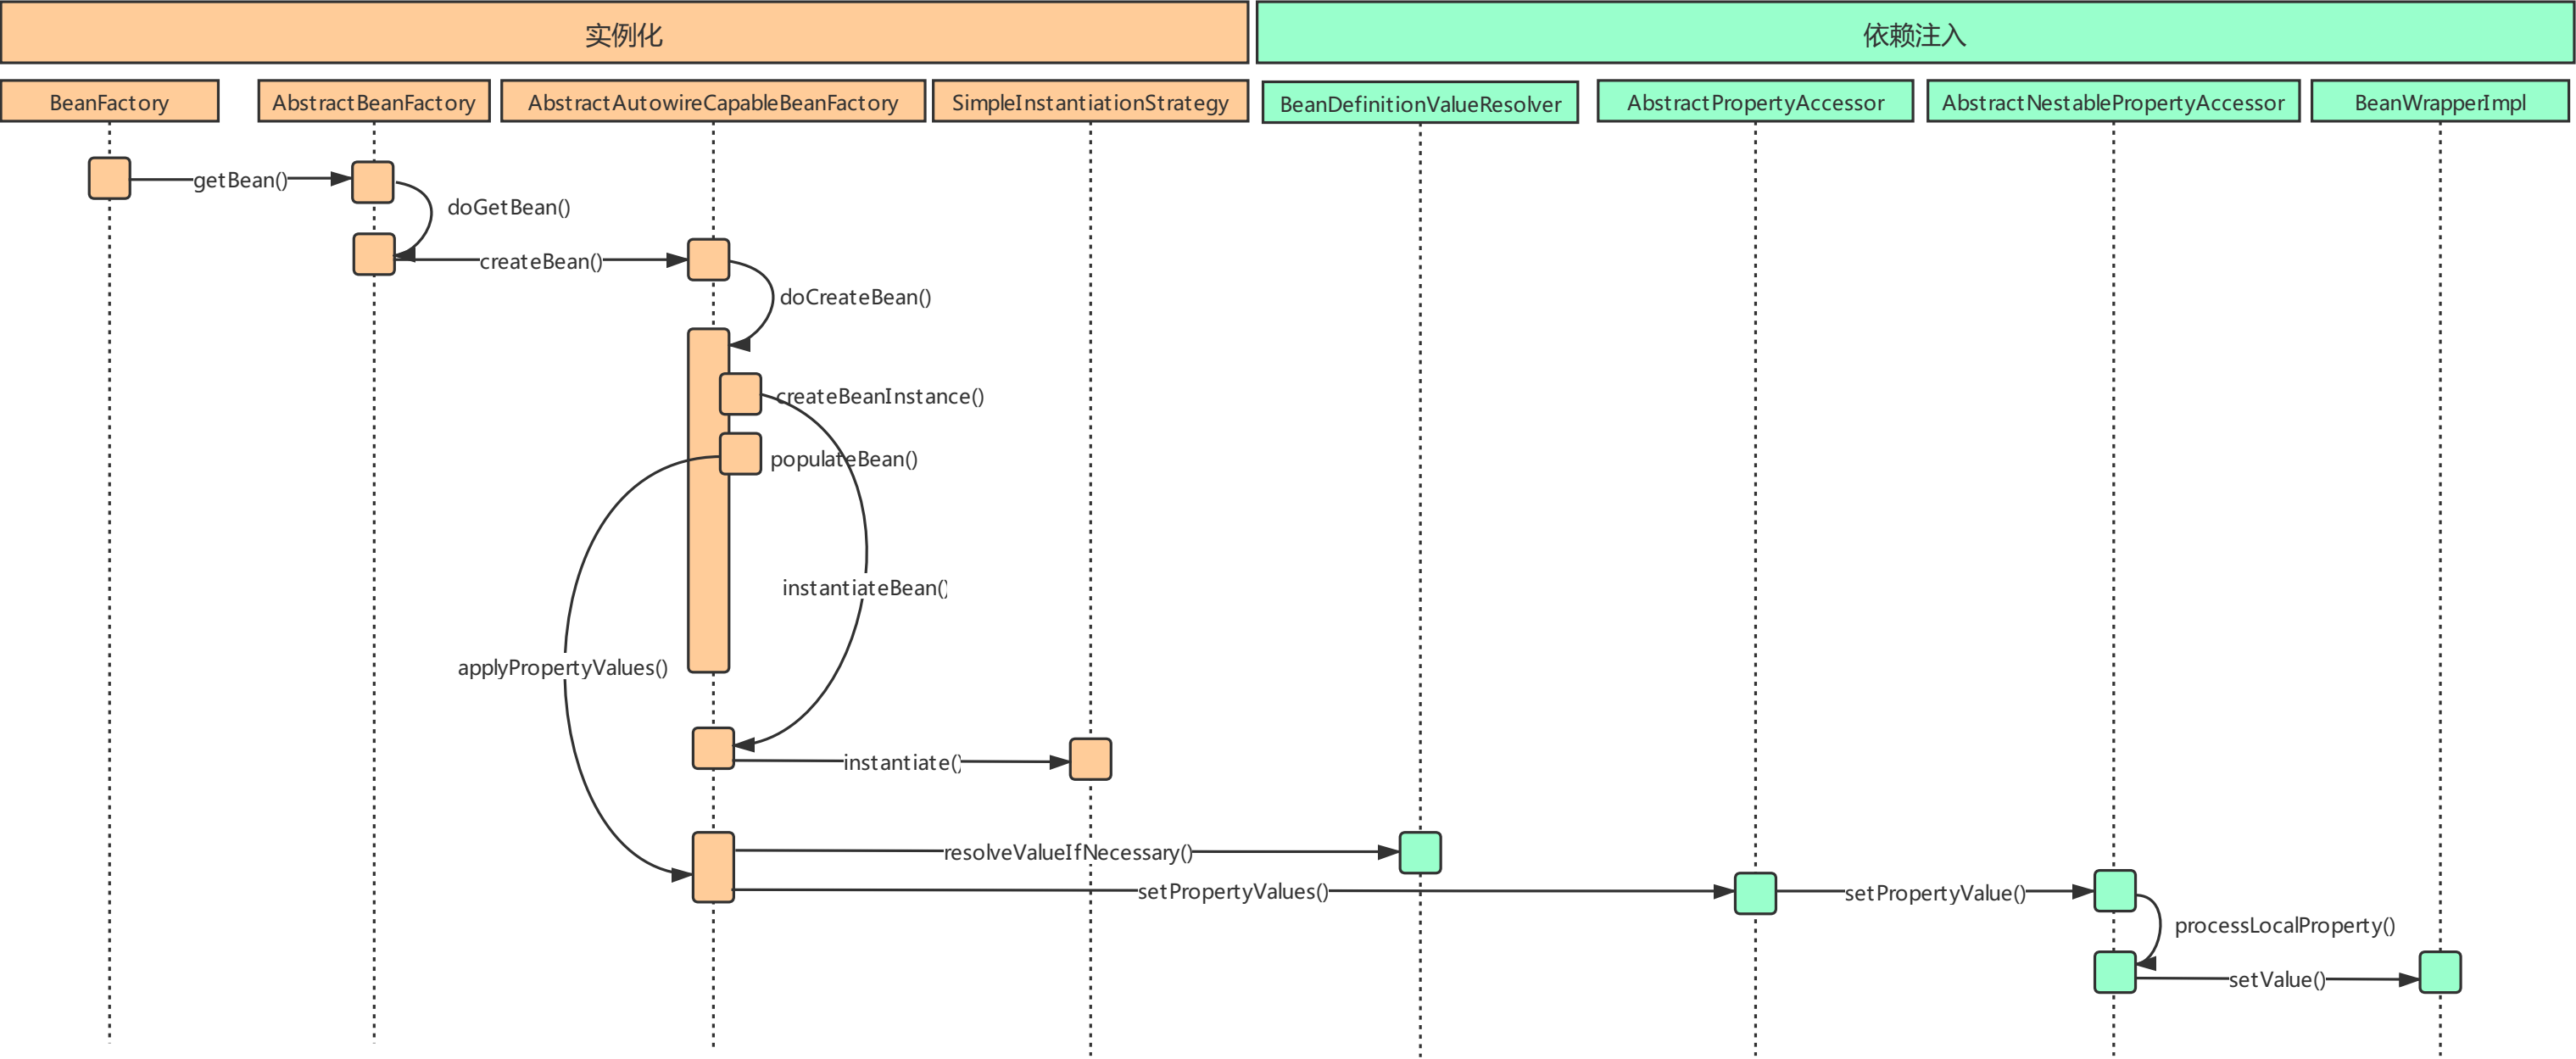 实例化
依赖注入
BeanFactory
AbstractBeanFactory
AbstractAutowireCapableBeanFactory
SimpleInstantiationStrategy
BeanDefinitionValueResolver
AbstractPropertyAccessor
AbstractNestablePropertyAccessor
BeanWrapperImpl
getBean()
doGetBean()
createBean()
doCreateBean()
createBeanInstance()
populateBean()
instantiateBean()
applyPropertyValues()
instantiate()
resolveValueIfNecessary()
setPropertyValues()
setPropertyValue()
processLocalProperty()
setValue()